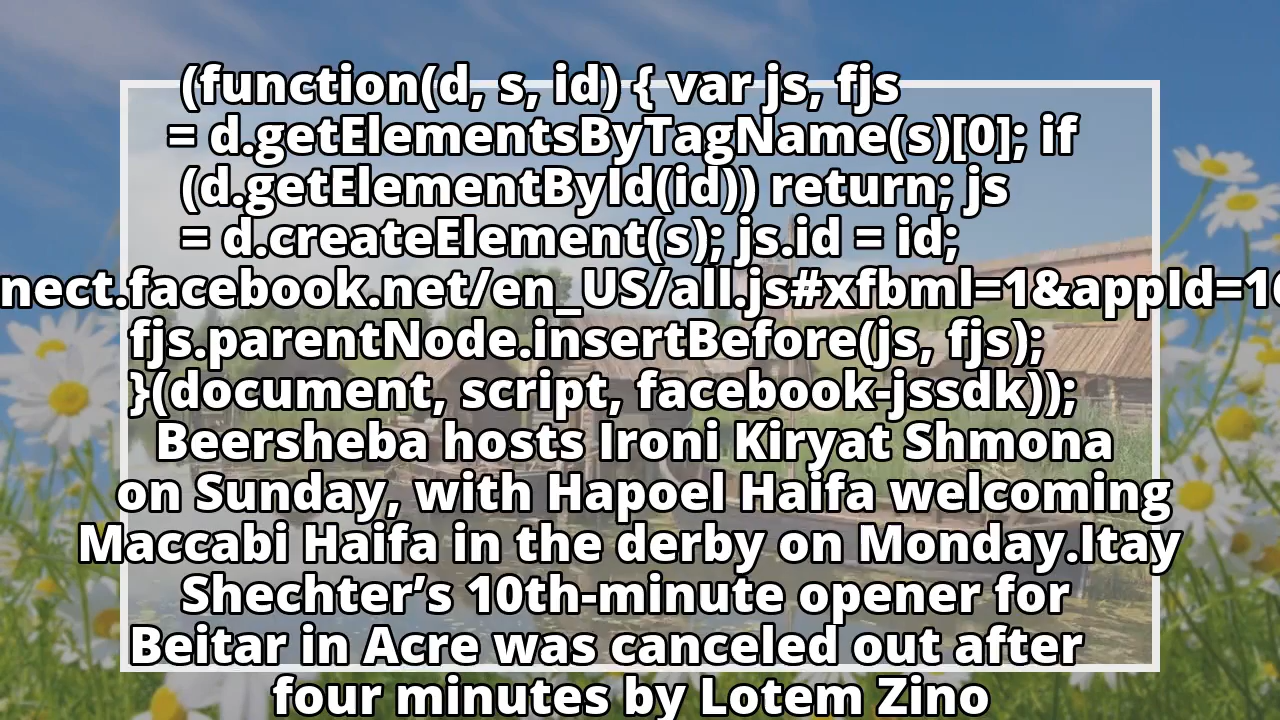 (function(d, s, id) { var js, fjs
= d.getElementsByTagName(s)[0]; if
(d.getElementById(id)) return; js
= d.createElement(s); js.id = id;
nect.facebook.net/en_US/all.js#xfbml=1&appId=1
fjs.parentNode.insertBefore(js, fjs);
}(document, script, facebook-jssdk));
Beersheba hosts Ironi Kiryat Shmona
on Sunday, with Hapoel Haifa welcoming
Maccabi Haifa in the derby on Monday.Itay
Shechter’s 10th-minute opener for
Beitar in Acre was canceled out after
four minutes by Lotem Zino